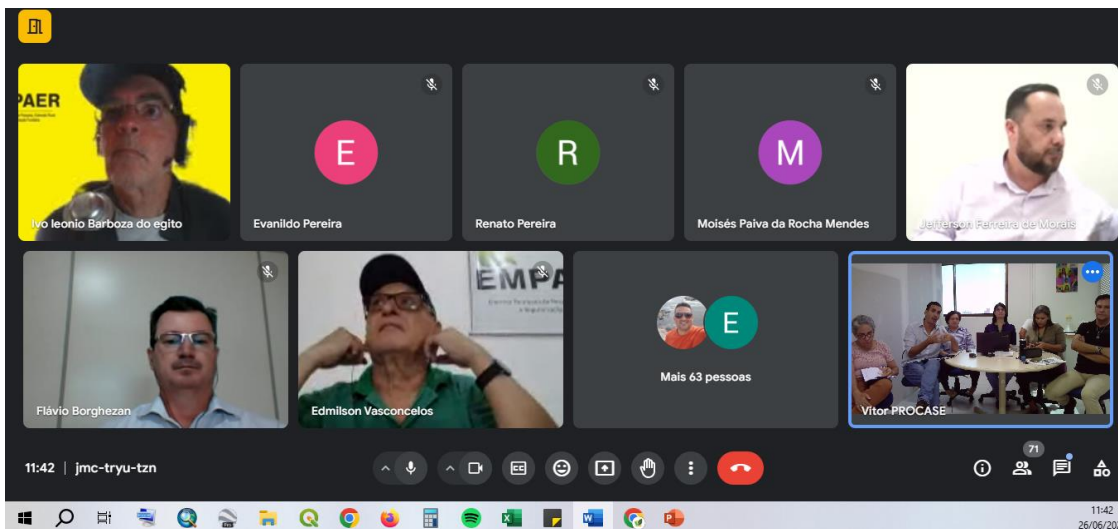 PAER
Ivo leonio Barboza do egito
E
Evanildo Pereira
R
Renato Pereira
M
Moisés Paiva da Rocha Mendes
Jefferson Ferreira de Morais
Flávio Borghezan
EMPA
Edmilson Vasconcelos
E
Mais 63 pessoas
Vitor PROCASE
11:42 | jmc-tryu-tzn
CC
71
11:42
26/06/20